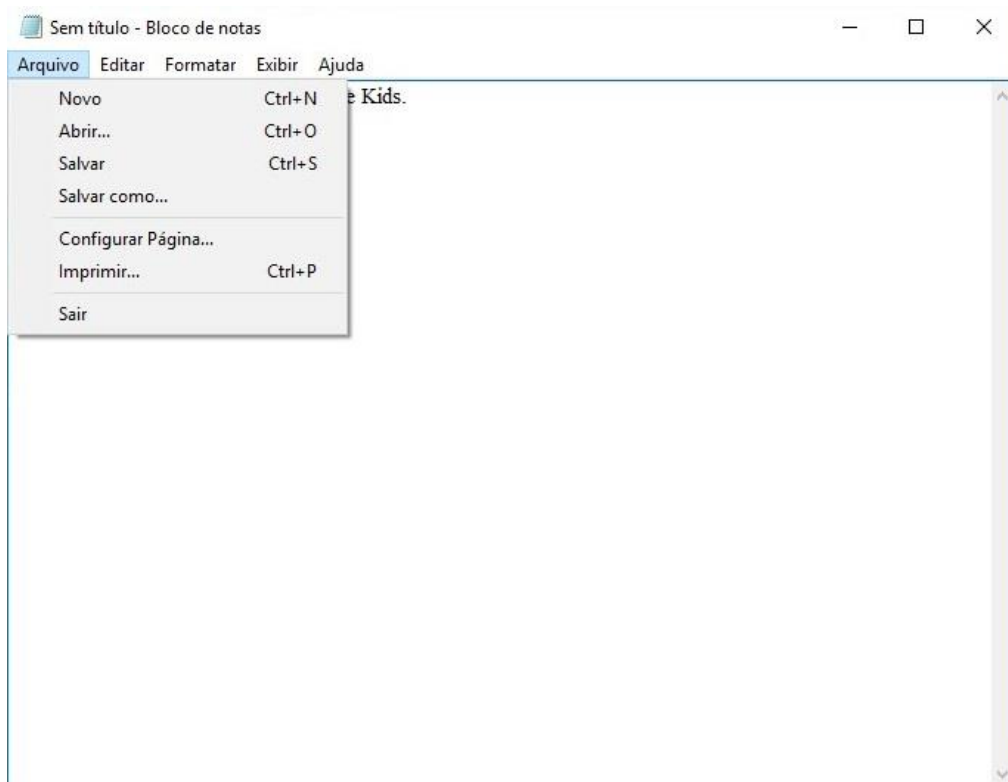 Sem título - Bloco de notas
Arquivo Editar Formatar Exibir Ajuda
Novo Ctrl+N
Kids.
Abrir... Ctrl+O
Salvar Ctrl+S
Salvar como...
Configurar Página...
Imprimir... Ctrl+P
Sair